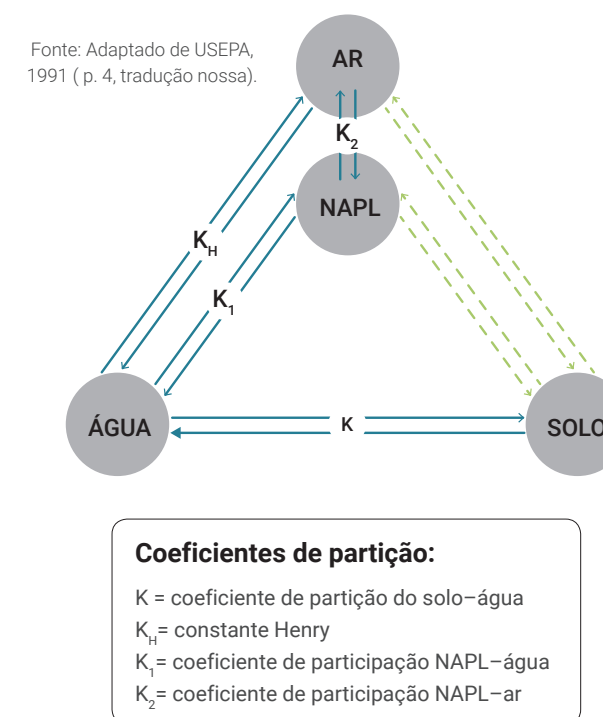 Fonte: Adaptado de USEPA,
1991 ( p. 4, tradução nossa).
AR
K2
NAPL
KH
K1
ÁGUA
K
SOLO
Coeficientes de partição:
K = coeficiente de partição do solo–água
KH= constante Henry
K1= coeficiente de participação NAPL–água
K2= coeficiente de participação NAPL–ar